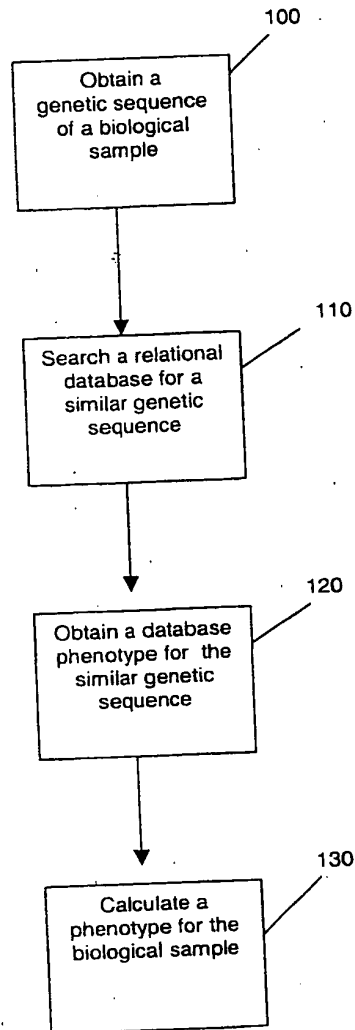 100
Obtain a
genetic sequence
of a biological
sample
110
Search a relational
database for a
similar genetic
sequence
120
Obtain a database
phenotype for the
similar genetic
sequence
130
Calculate a
phenotype for the
biological sample